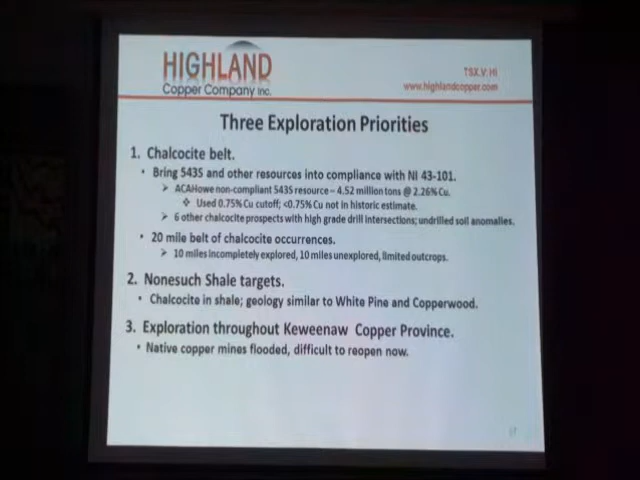 HIGHLAND
Copper Company Inc.
TSX.V: HI
www.highlandcopper.com
Three Exploration Priorities
1. Chalcocite belt.
• Bring 543S and other resources into compliance with NI 43-101.
➤ ACAHowe non-compliant 543S resource – 4.52 million tons @ 2.26% Cu.
❖ Used 0.75% Cu cutoff; <0.75% Cu not in historic estimate.
➤ 6 other chalcocite prospects with high grade drill intersections; undrilled soil anomalies.
• 20 mile belt of chalcocite occurrences.
➤ 10 miles incompletely explored, 10 miles unexplored, limited outcrops.
2. Nonesuch Shale targets.
• Chalcocite in shale; geology similar to White Pine and Copperwood.
3. Exploration throughout Keweenaw Copper Province.
• Native copper mines flooded, difficult to reopen now.